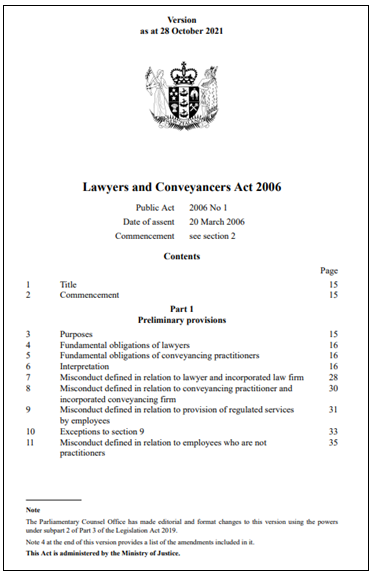 Version
as at 28 October 2021
Lawyers and Conveyancers Act 2006
Public Act 2006 No 1
Date of assent 20 March 2006
Commencement see section 2
Contents
Page
1 Title 15
2 Commencement 15
Part 1
Preliminary provisions
3 Purposes 15
4 Fundamental obligations of lawyers 16
5 Fundamental obligations of conveyancing practitioners 16
6 Interpretation 16
7 Misconduct defined in relation to lawyer and incorporated law firm 28
8 Misconduct defined in relation to conveyancing practitioner and 30
incorporated conveyancing firm
9 Misconduct defined in relation to provision of regulated services 31
by employees
10 Exceptions to section 9 33
11 Misconduct defined in relation to employees who are not 35
practitioners
Note
The Parliamentary Counsel Office has made editorial and format changes to this version using the powers
under subpart 2 of Part 3 of the Legislation Act 2019.
Note 4 at the end of this version provides a list of the amendments included in it.
This Act is administered by the Ministry of Justice.